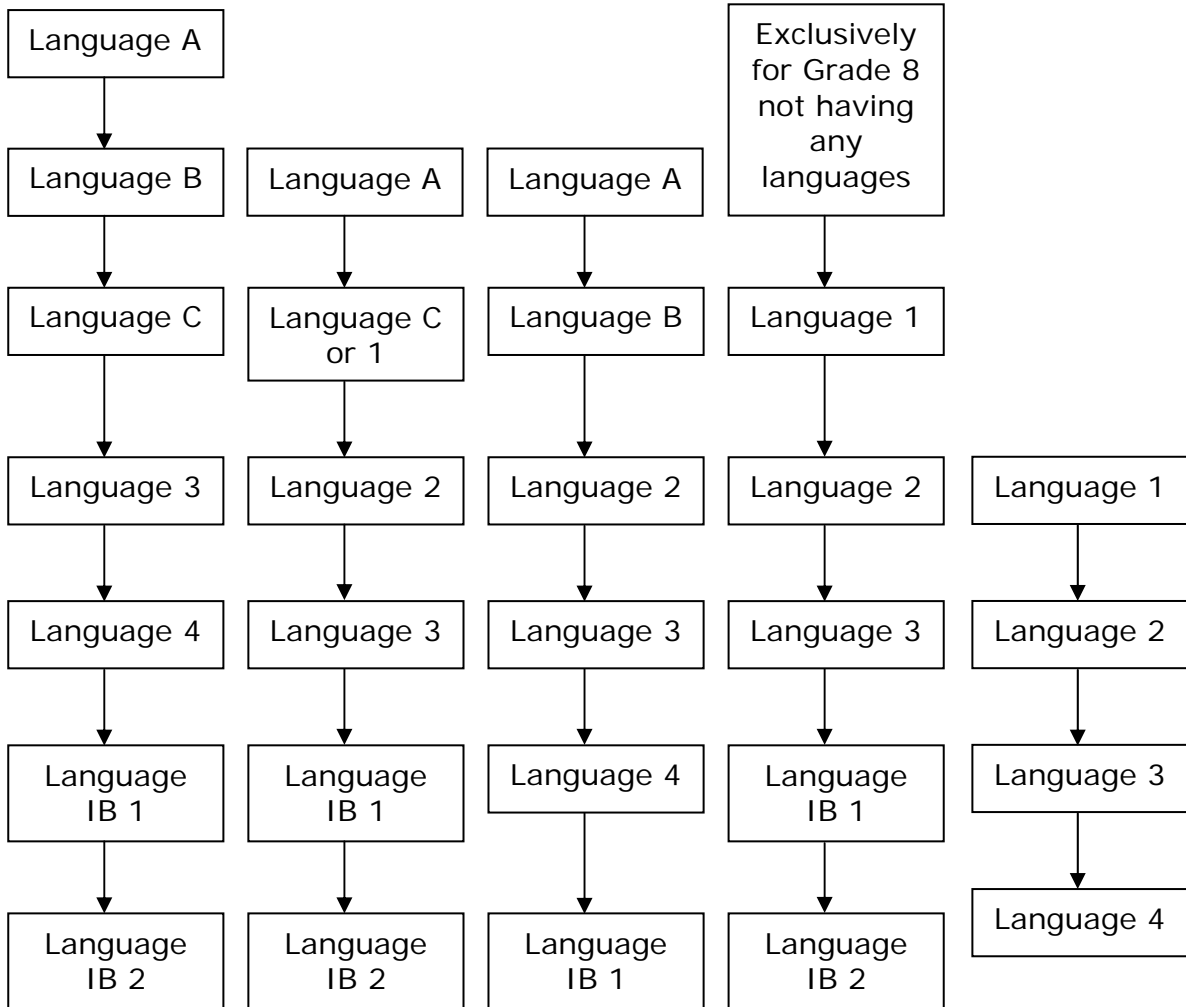 Language A
Language B
Language C
Language 3
Language 4
Language
IB 1
Language
IB 2
Language A
Language C
or 1
Language 2
Language 3
Language
IB 1
Language
IB 2
Language A
Language B
Language 2
Language 3
Language 4
Language
IB 1
Exclusively
for Grade 8
not having
any
languages
Language 1
Language 2
Language 3
Language
IB 1
Language
IB 2
Language 1
Language 2
Language 3
Language 4